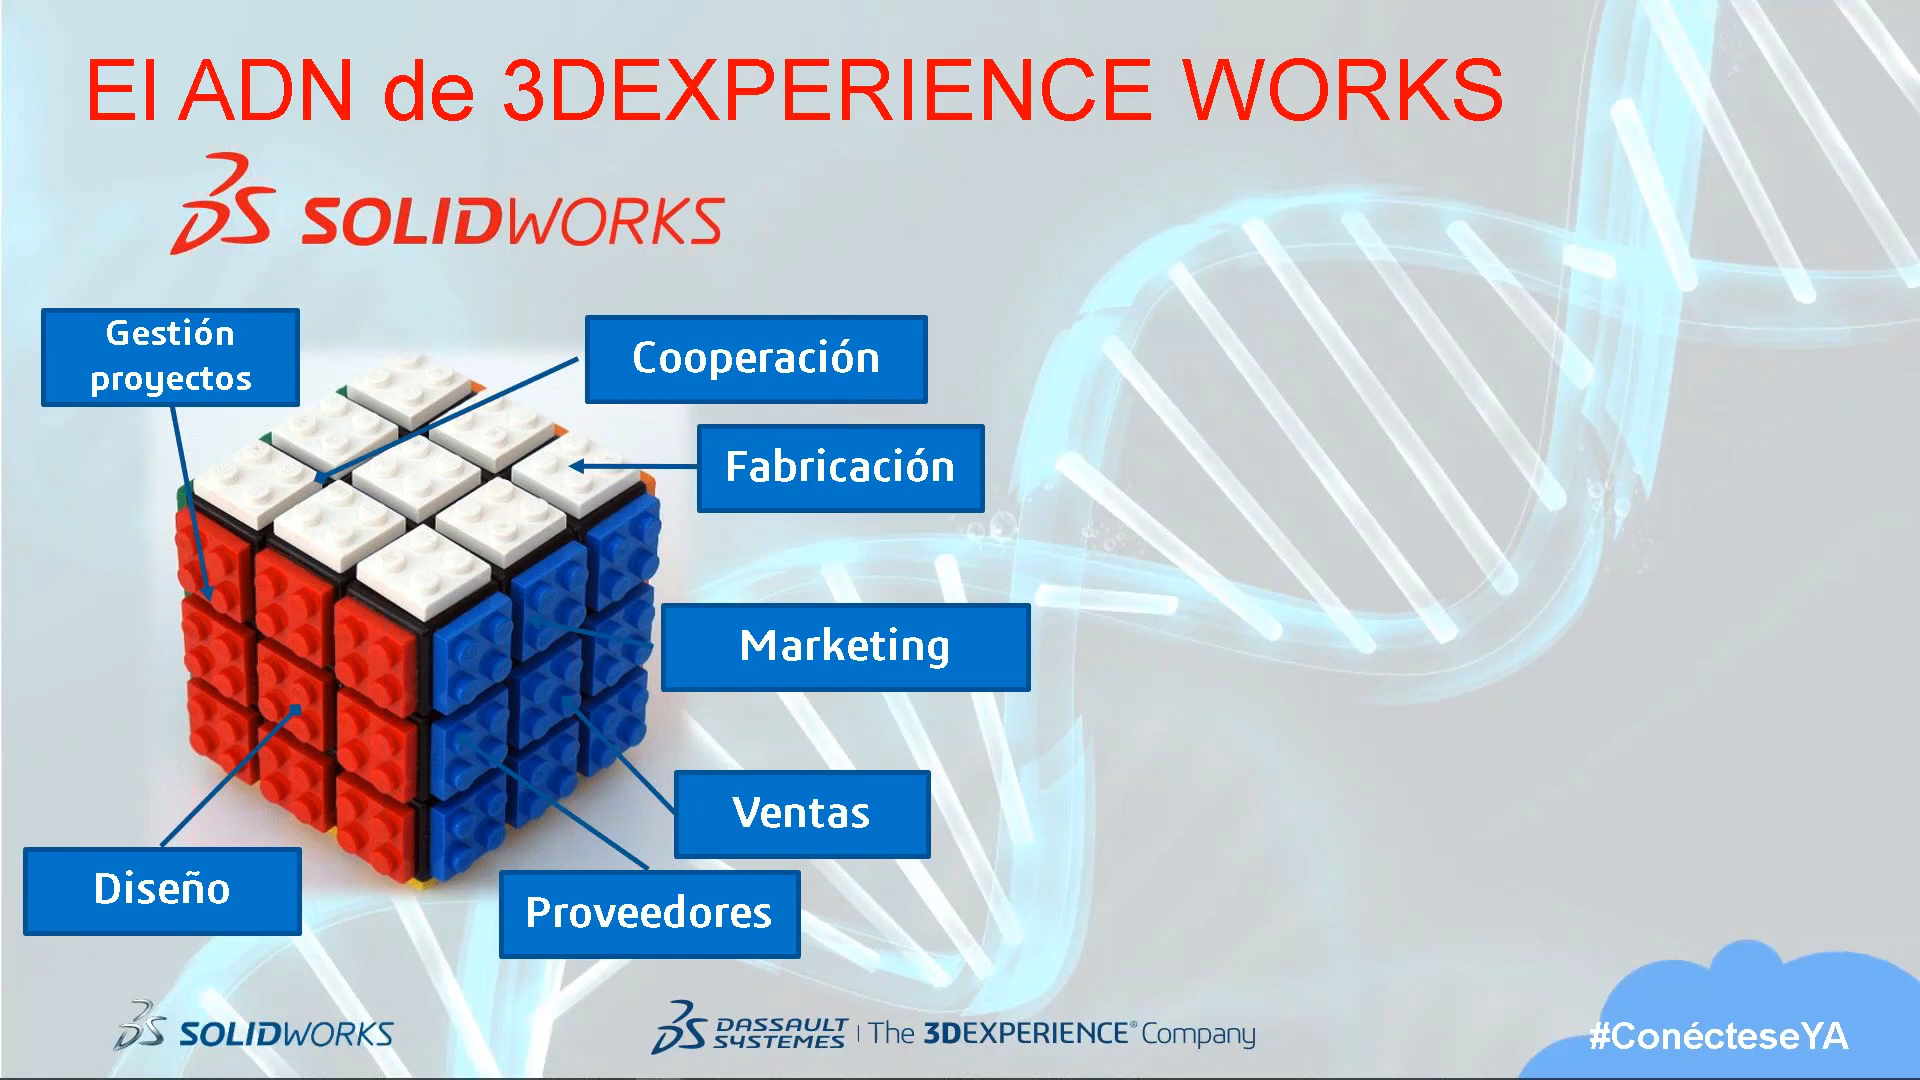 El ADN de 3DEXPERIENCE WORKS
SOLIDWORKS
Gestión
proyectos
Cooperación
Fabricación
Marketing
Ventas
Diseño
Proveedores
SOLIDWORKS
DASSAULT
SYSTEMES | The 3DEXPERIENCE® Company
#ConécteseYA